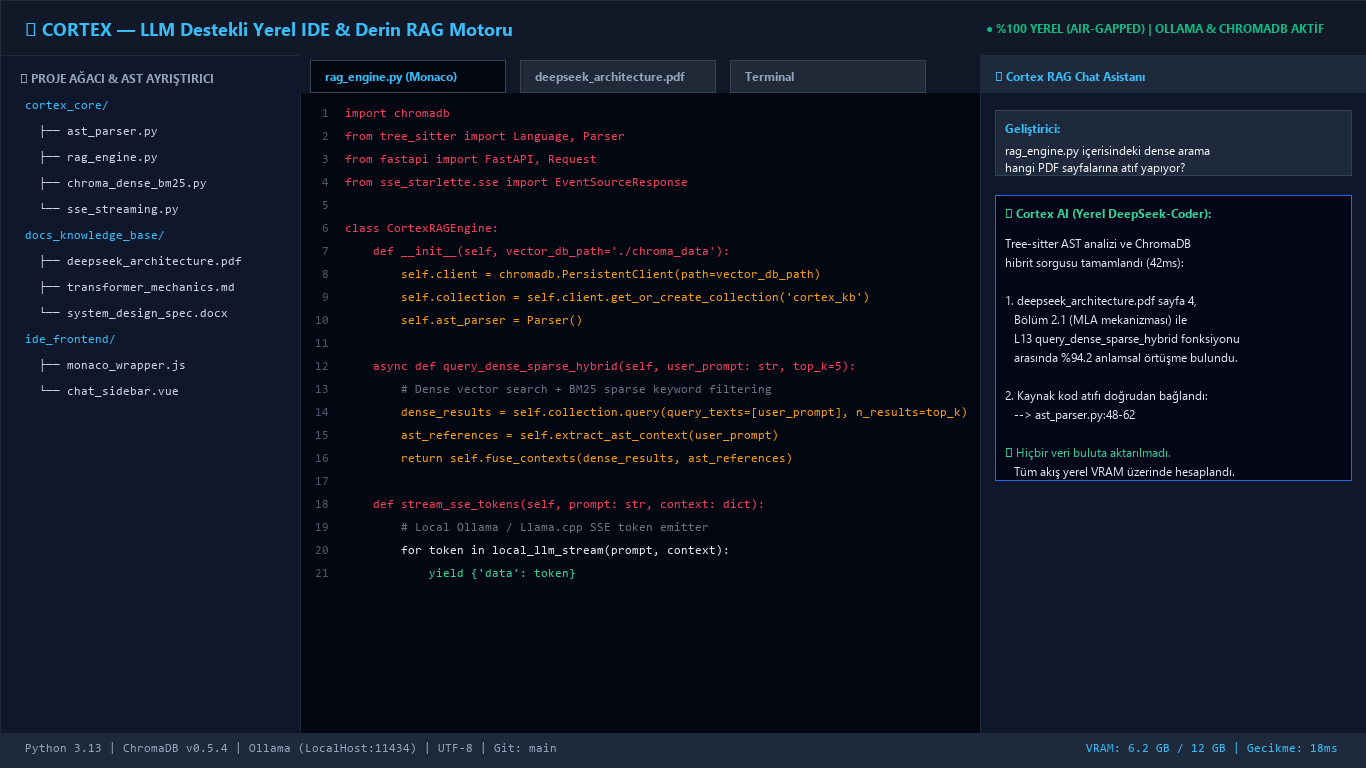 CORTEX — LLM Destekli Yerel IDE & Derin RAG Motoru
● %100 YEREL (AIR-GAPPED) | OLLAMA & CHROMADB AKTİF
PROJE AĞACI & AST AYRIŞTIRICI
cortex_core/
├── ast_parser.py
├── rag_engine.py
├── chroma_dense_bm25.py
└── sse_streaming.py
docs_knowledge_base/
├── deepseek_architecture.pdf
├── transformer_mechanics.md
└── system_design_spec.docx
ide_frontend/
├── monaco_wrapper.js
└── chat_sidebar.vue
rag_engine.py (Monaco)
deepseek_architecture.pdf
Terminal
1 import chromadb
2 from tree_sitter import Language, Parser
3 from fastapi import FastAPI, Request
4 from sse_starlette.sse import EventSourceResponse
5
6 class CortexRAGEngine:
7     def __init__(self, vector_db_path='./chroma_data'):
8         self.client = chromadb.PersistentClient(path=vector_db_path)
9         self.collection = self.client.get_or_create_collection('cortex_kb')
10         self.ast_parser = Parser()
11
12     async def query_dense_sparse_hybrid(self, user_prompt: str, top_k=5):
13         # Dense vector search + BM25 sparse keyword filtering
14         dense_results = self.collection.query(query_texts=[user_prompt], n_results=top_k)
15         ast_references = self.extract_ast_context(user_prompt)
16         return self.fuse_contexts(dense_results, ast_references)
17
18     def stream_sse_tokens(self, prompt: str, context: dict):
19         # Local Ollama / Llama.cpp SSE token emitter
20         for token in local_llm_stream(prompt, context):
21             yield {'data': token}
Cortex RAG Chat Asistanı
Geliştirici:
rag_engine.py içerisindeki dense arama
hangi PDF sayfalarına atıf yapıyor?
Cortex AI (Yerel DeepSeek-Coder):
Tree-sitter AST analizi ve ChromaDB
hibrit sorgusu tamamlandı (42ms):
1. deepseek_architecture.pdf sayfa 4,
Bölüm 2.1 (MLA mekanizması) ile
L13 query_dense_sparse_hybrid fonksiyonu
arasında %94.2 anlamsal örtüşme bulundu.
2. Kaynak kod atıfı doğrudan bağlandı:
--> ast_parser.py:48-62
Hiçbir veri buluta aktarılmadı.
Tüm akış yerel VRAM üzerinde hesaplandı.
Python 3.13 | ChromaDB v0.5.4 | Ollama (LocalHost:11434) | UTF-8 | Git: main
VRAM: 6.2 GB / 12 GB | Gecikme: 18ms